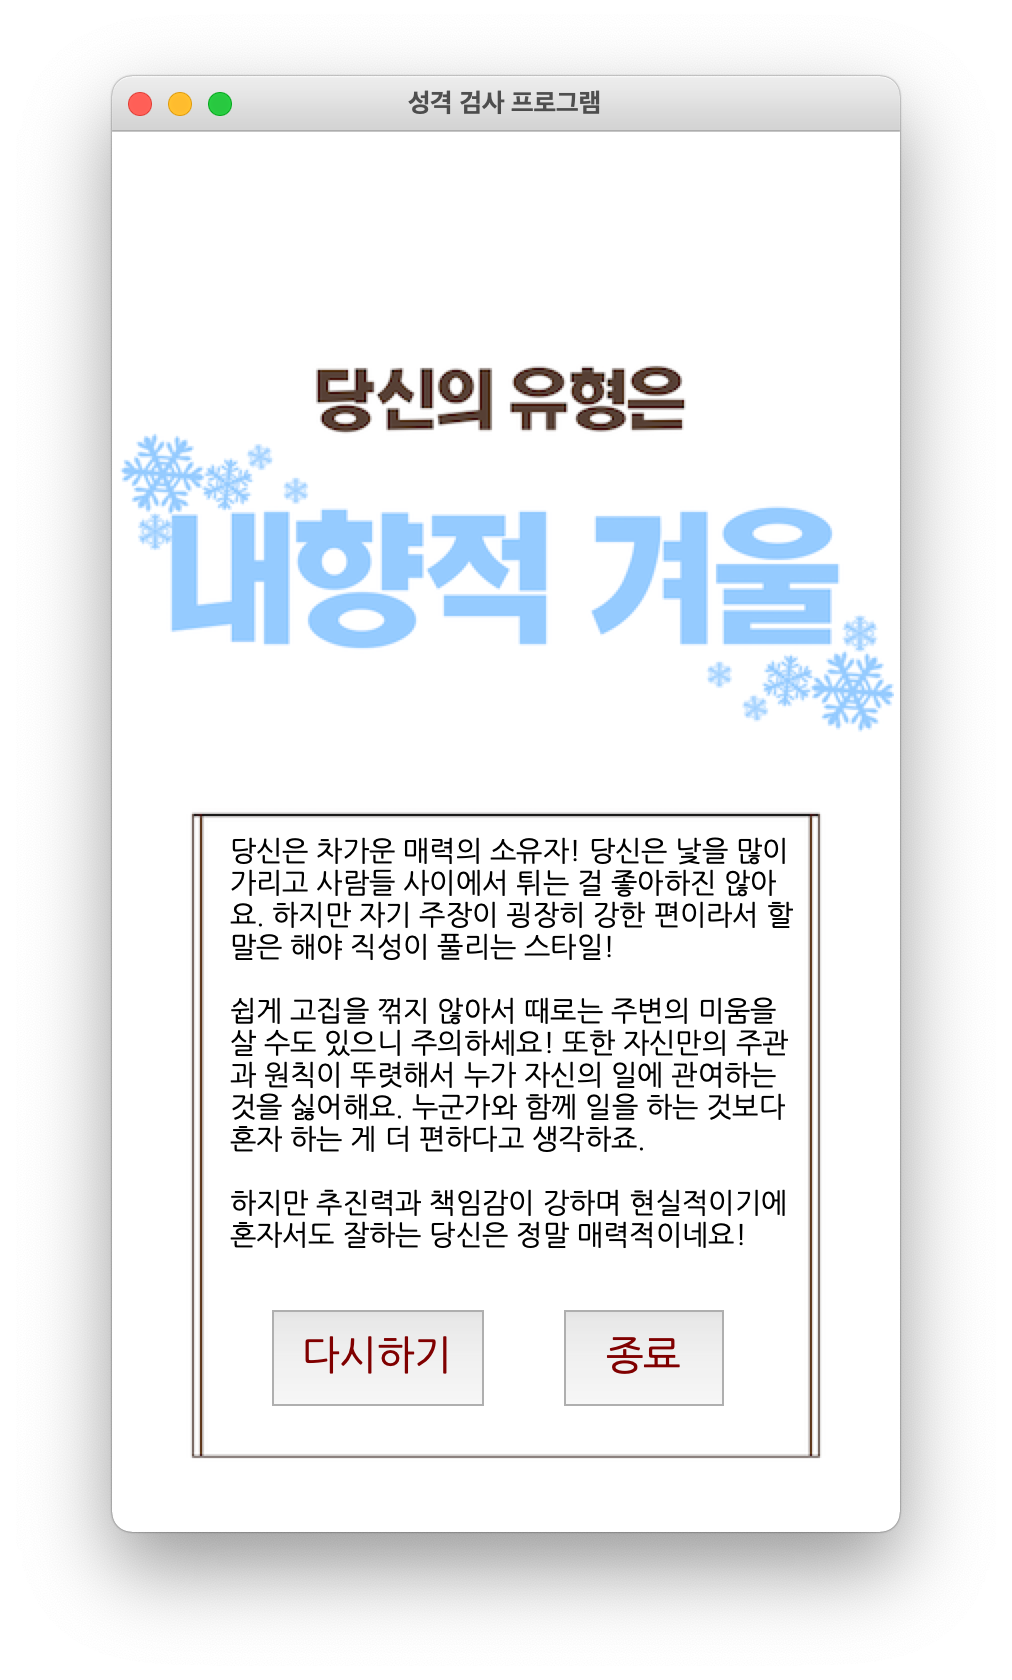 성격 검사 프로그램
당신의 유형은
내향적 겨울
당신은 차가운 매력의 소유자! 당신은 낯을 많이
가리고 사람들 사이에서 튀는 걸 좋아하진 않아
요. 하지만 자기 주장이 굉장히 강한 편이라서 할
말은 해야 직성이 풀리는 스타일!
쉽게 고집을 꺾지 않아서 때로는 주변의 미움을
살 수도 있으니 주의하세요! 또한 자신만의 주관
과 원칙이 뚜렷해서 누가 자신의 일에 관여하는
것을 싫어해요. 누군가와 함께 일을 하는 것보다
혼자 하는 게 더 편하다고 생각하죠.
하지만 추진력과 책임감이 강하며 현실적이기에
혼자서도 잘하는 당신은 정말 매력적이네요!
다시하기
종료